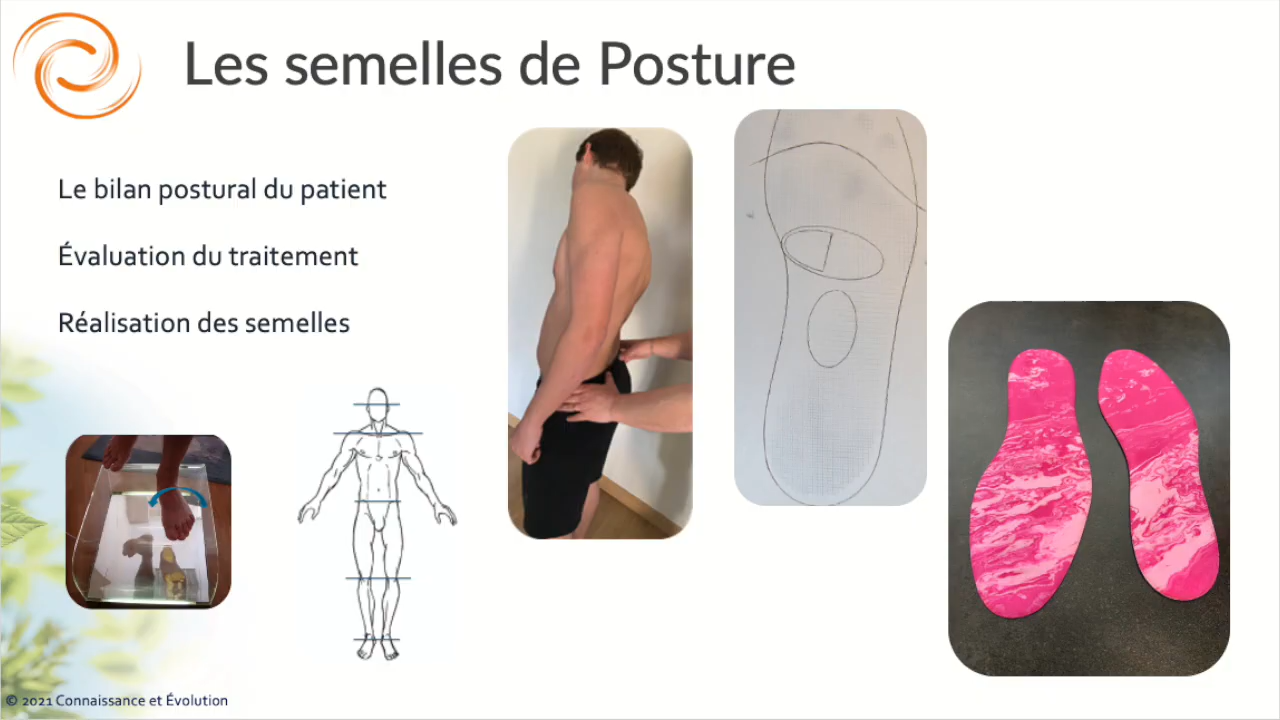 Les semelles de Posture
Le bilan postural du patient
Évaluation du traitement
Réalisation des semelles
© 2021 Connaissance et Évolution